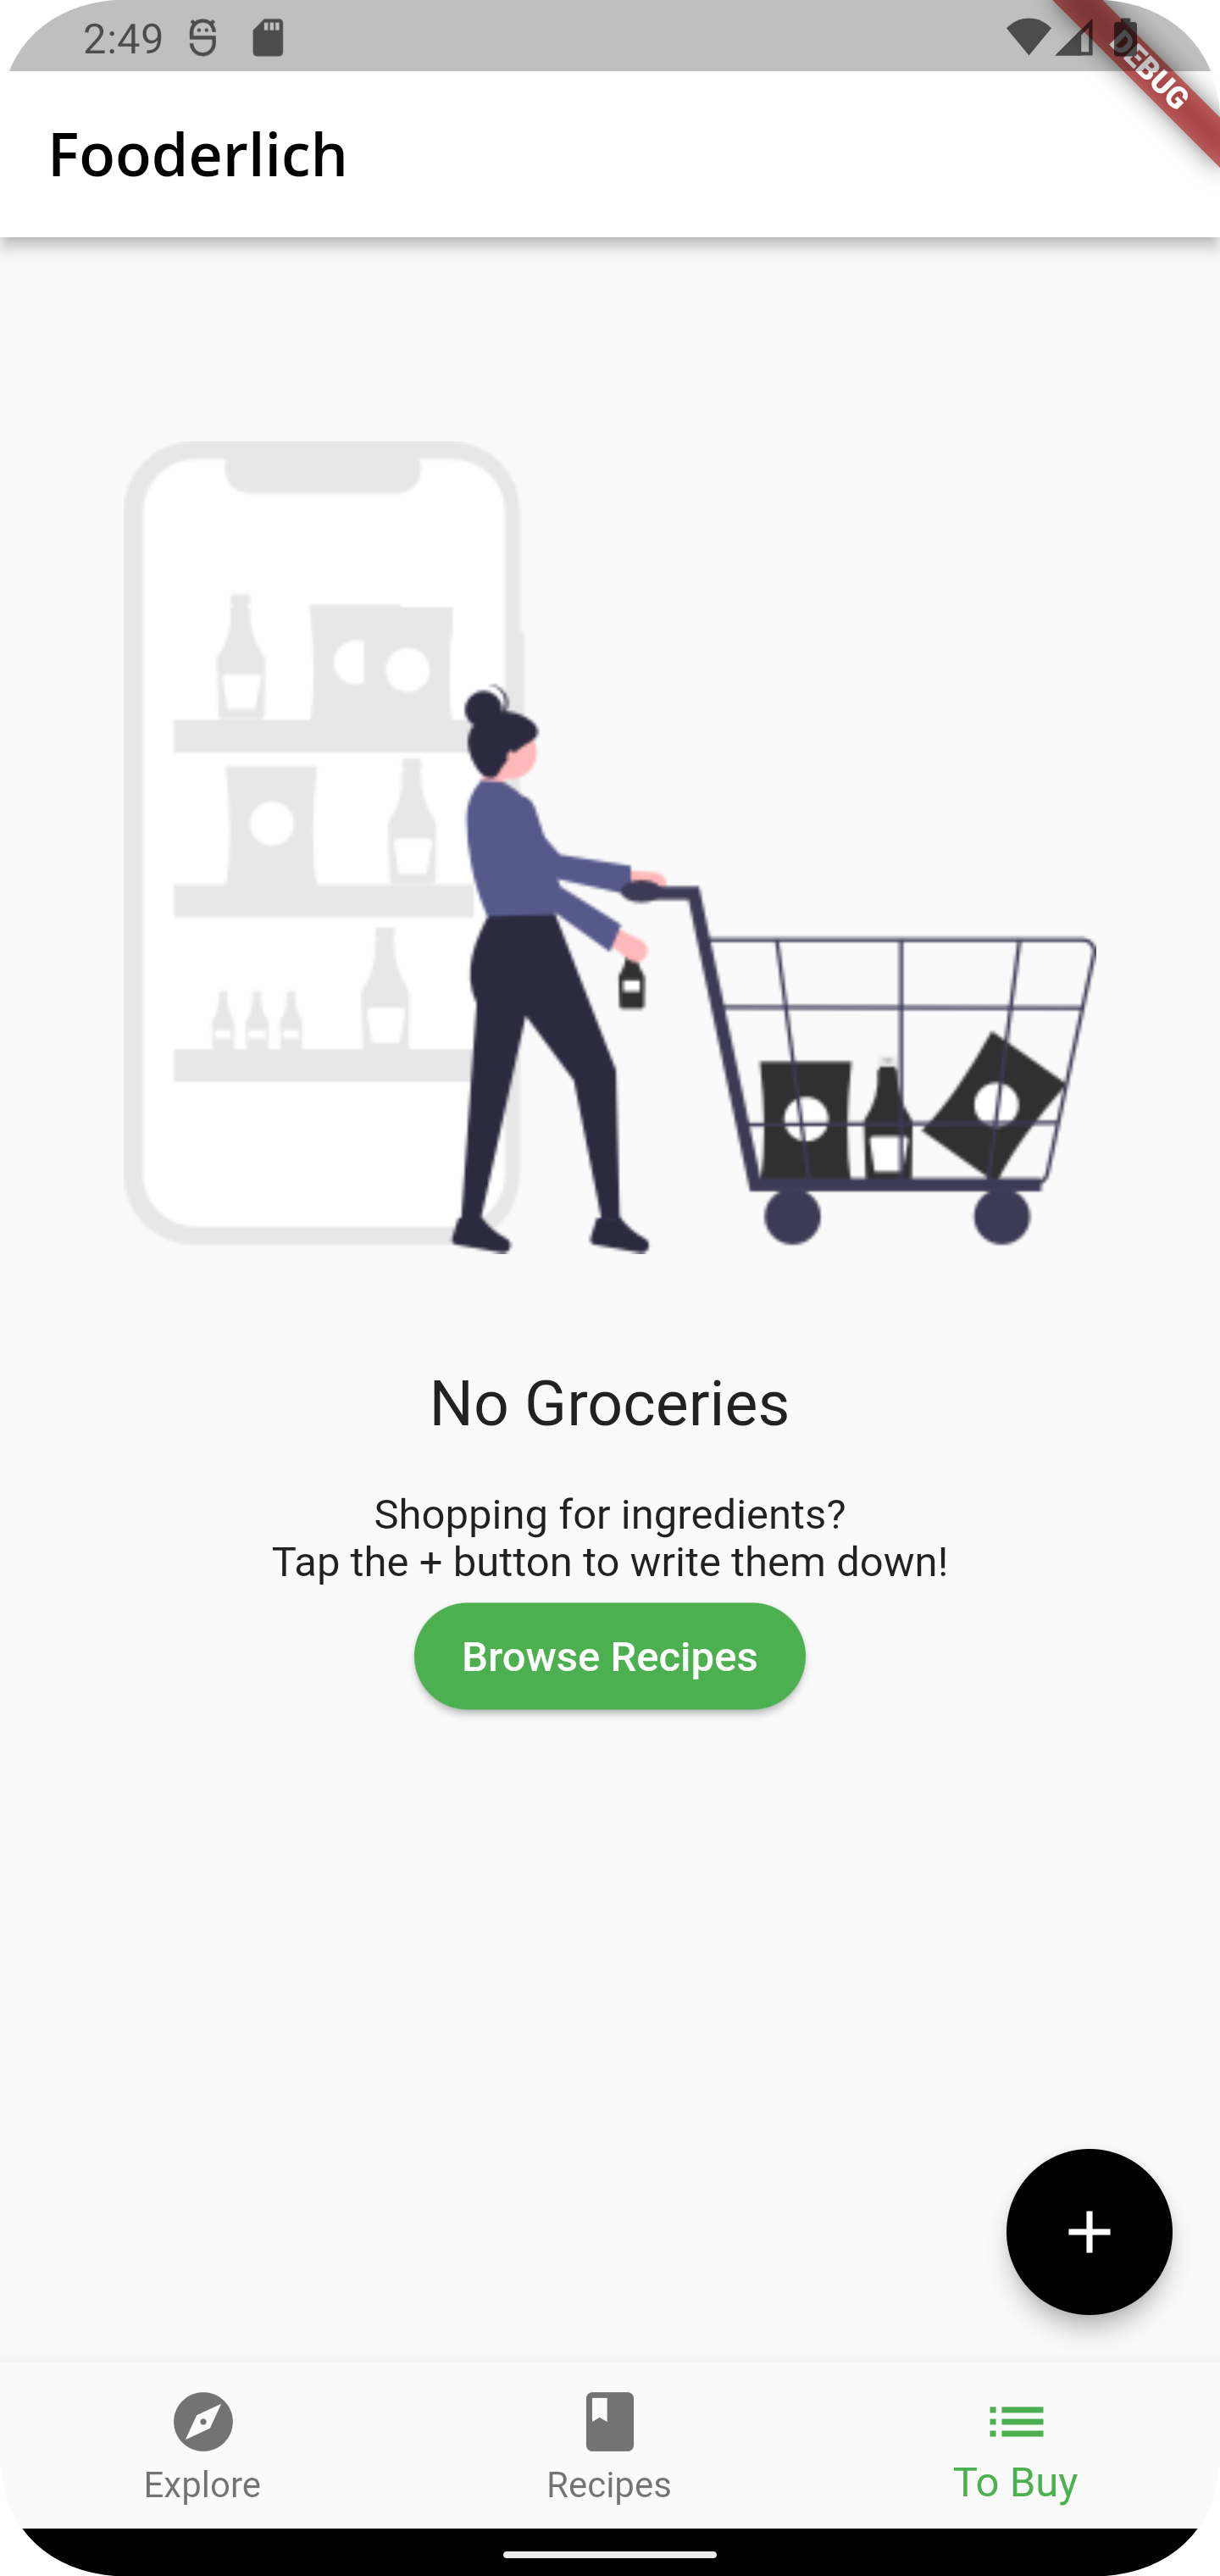 2:49
DEBUG
Fooderlich
No Groceries
Shopping for ingredients?
Tap the + button to write them down!
Browse Recipes
Explore
Recipes
To Buy